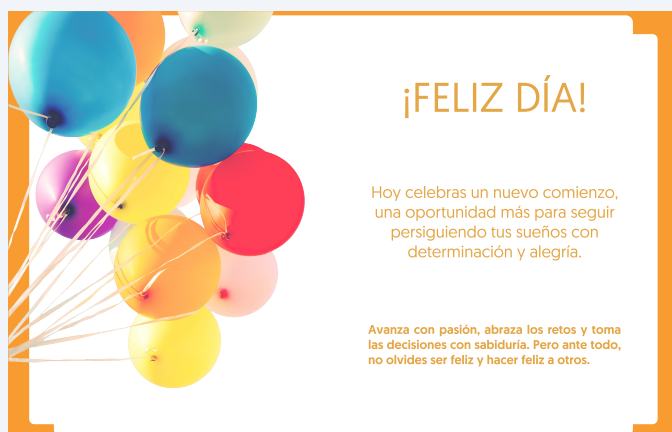 ¡FELIZ DÍA!
Hoy celebras un nuevo comienzo,
una oportunidad más para seguir
persiguiendo tus sueños con
determinación y alegría.
Avanza con pasión, abraza los retos y toma
las decisiones con sabiduría. Pero ante todo,
no olvides ser feliz y hacer feliz a otros.